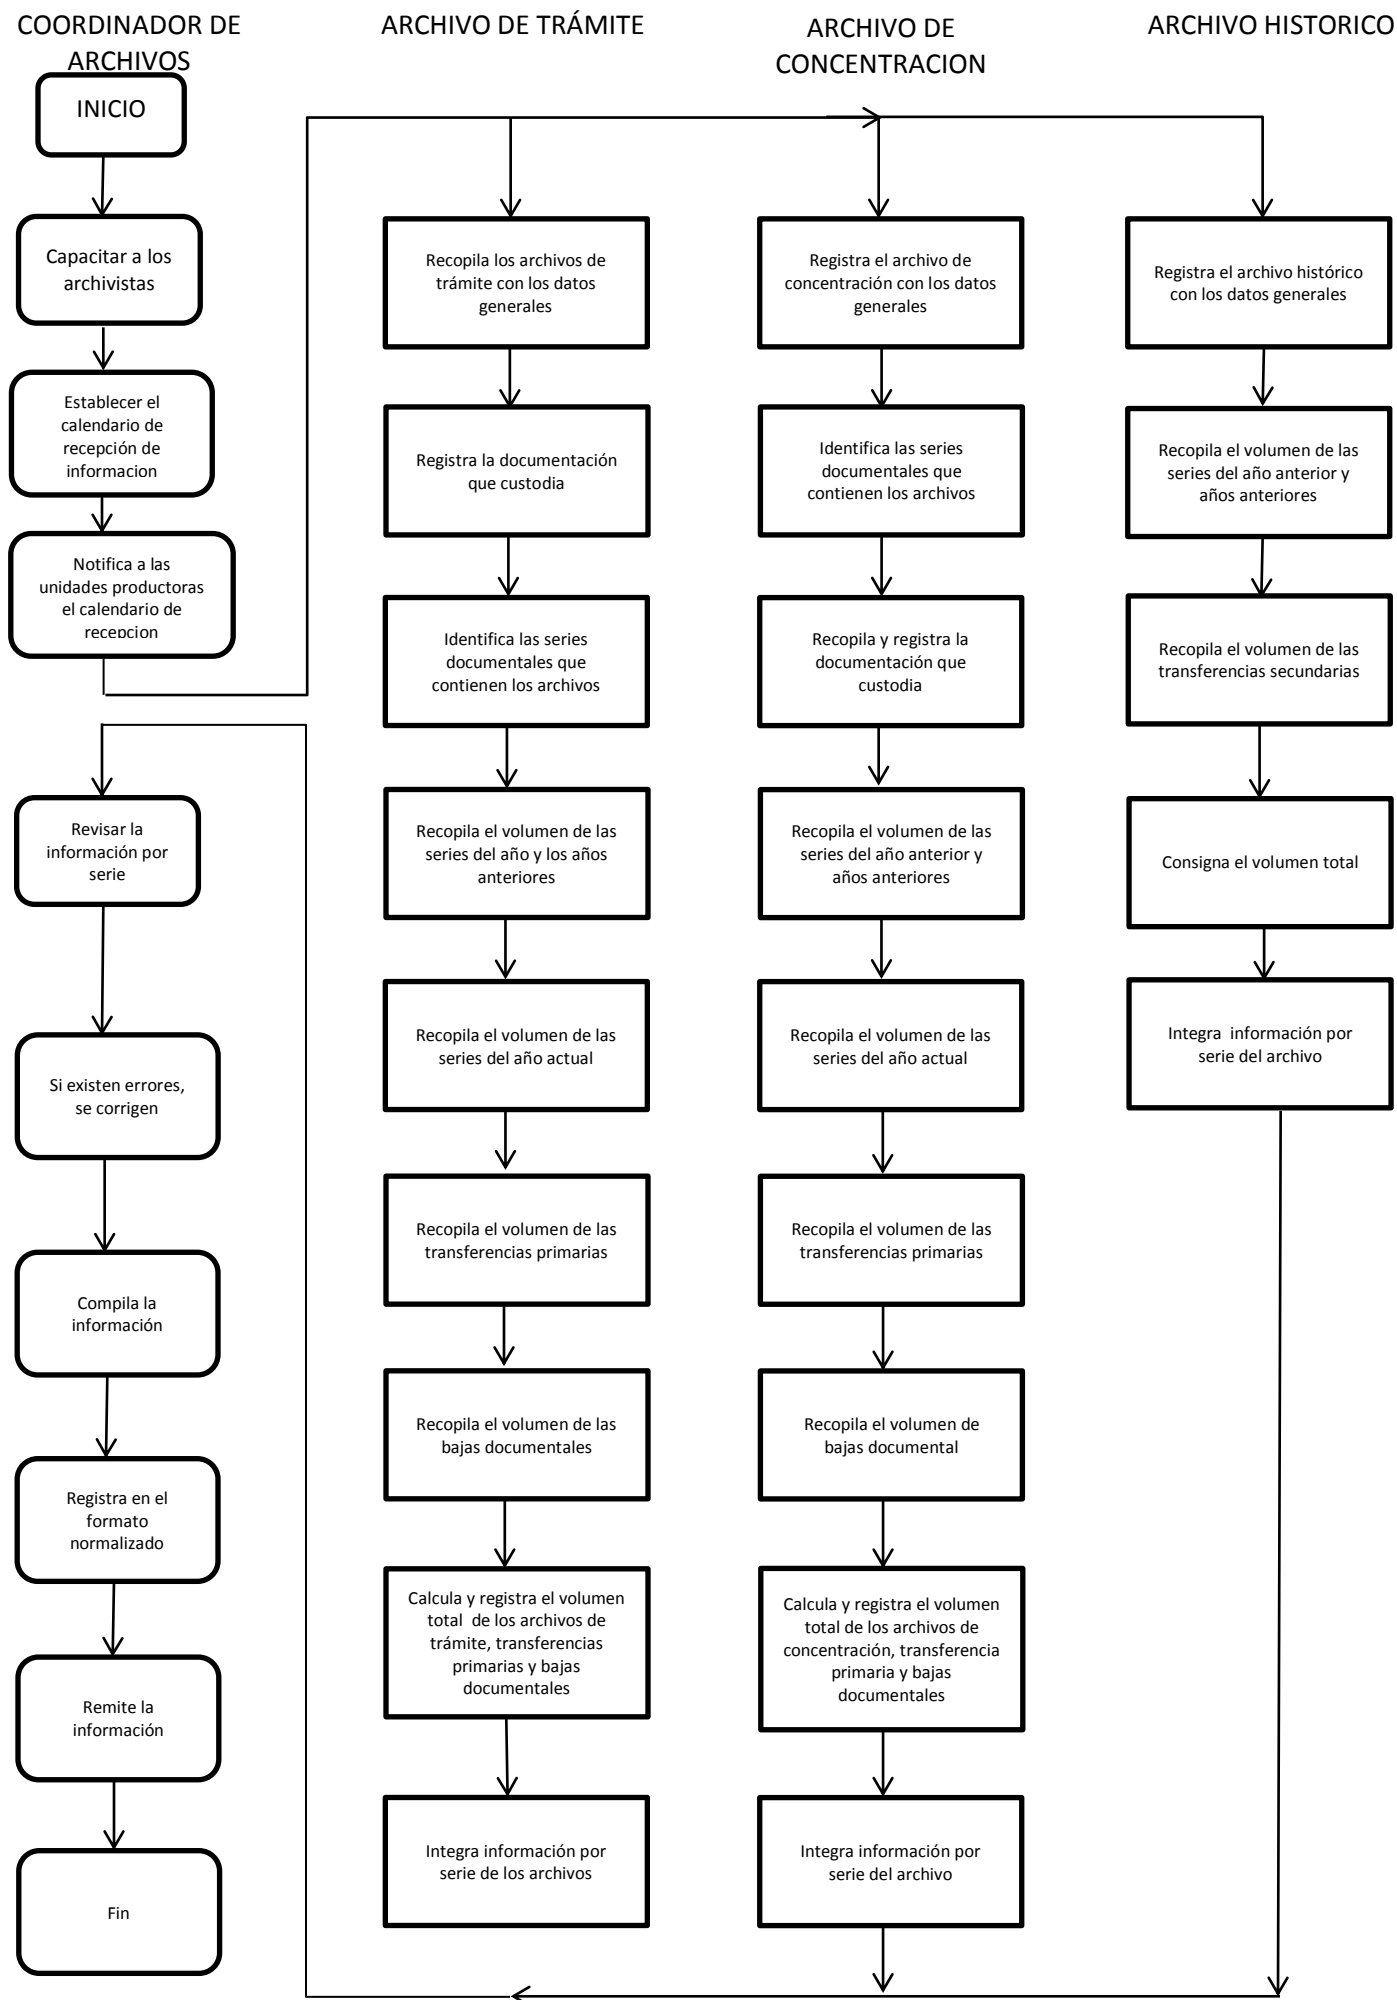 COORDINADOR DE
ARCHIVOS
INICIO
Capacitar a los
archivistas
Establecer el
calendario de
recepción de
informacion
Notifica a las
unidades productoras
el calendario de
recepcion
Revisar la
información por
serie
Si existen errores,
se corrigen
Compila la
información
Registra en el
formato
normalizado
Remite la
información
Fin
ARCHIVO DE TRÁMITE
Recopila los archivos de
trámite con los datos
generales
Registra la documentación
que custodia
Identifica las series
documentales que
contienen los archivos
Recopila el volumen de las
series del año y los años
anteriores
Recopila el volumen de las
series del año actual
Recopila el volumen de las
transferencias primarias
Recopila el volumen de las
bajas documentales
Calcula y registra el volumen
total de los archivos de
trámite, transferencias
primarias y bajas
documentales
Integra información por
serie de los archivos
ARCHIVO DE
CONCENTRACION
Registra el archivo de
concentración con los datos
generales
Identifica las series
documentales que
contienen los archivos
Recopila y registra la
documentación que
custodia
Recopila el volumen de las
series del año anterior y
años anteriores
Recopila el volumen de las
series del año actual
Recopila el volumen de las
transferencias primarias
Recopila el volumen de
bajas documental
Calcula y registra el volumen
total de los archivos de
concentración, transferencia
primaria y bajas
documentales
Integra información por
serie del archivo
ARCHIVO HISTORICO
Registra el archivo histórico
con los datos generales
Recopila el volumen de las
series del año anterior y
años anteriores
Recopila el volumen de las
transferencias secundarias
Consigna el volumen total
Integra información por
serie del archivo